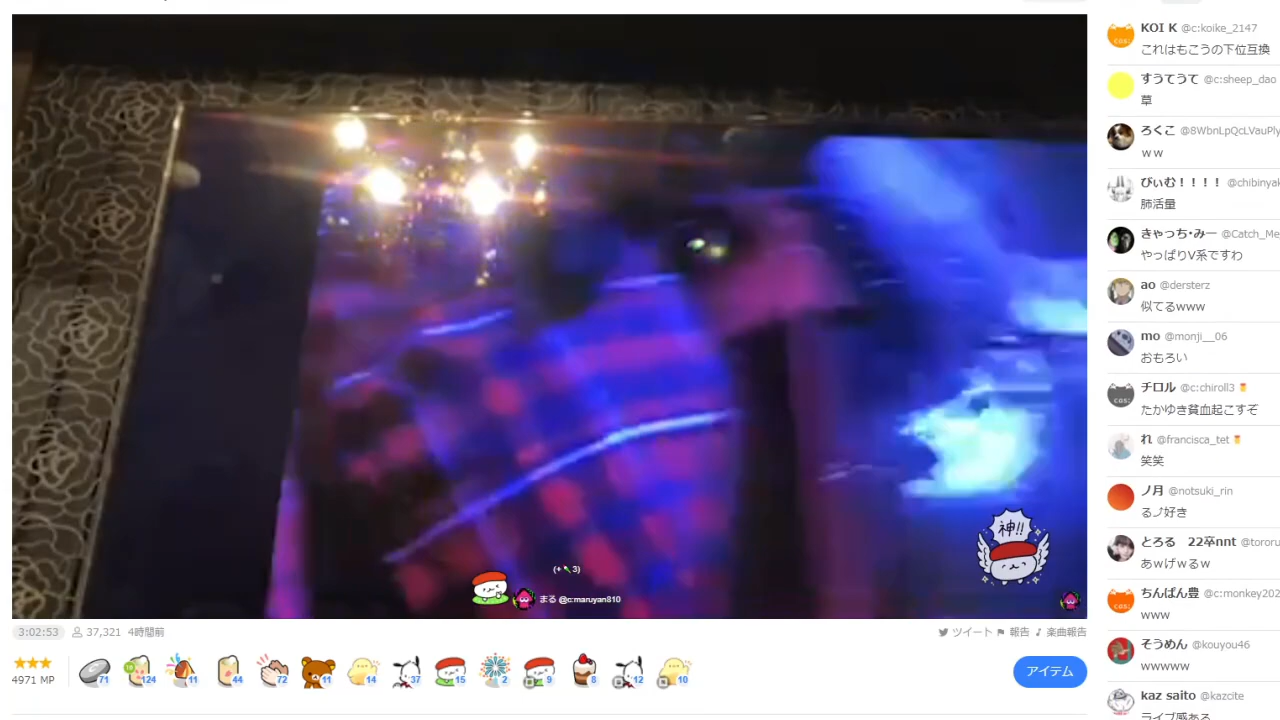 神!!
(+3)
まる @c:maruyan810
3:02:53 37,321 4時間前
ツイート 報告 楽曲報告
4971 MP
71 124 11 44 72 11 14 37 15 2 9 8 12 10
アイテム
KOI K @c:koike_2147
これはもこうの下位互換
すうてうて @c:sheep_dao
草
ろくこ @8WbnLpQcLVauPly
ｗｗ
びぃむ！！！！ @chibinyak
肺活量
きゃっち･みー @Catch_Me
やっぱりV系ですわ
ao @dersterz
似てるwww
mo @monji__06
おもろい
チロル @c:chiroll3
たかゆき貧血起こすぞ
れ @francisca_tet
笑笑
ノ月 @notsuki_rin
る⤴好き
とろる 22卒nnt @tororu
あｗげｗるｗ
ちんぱん豊 @c:monkey202
www
そうめん @kouyou46
wwwww
kaz saito @kazcite
ライブ感ある